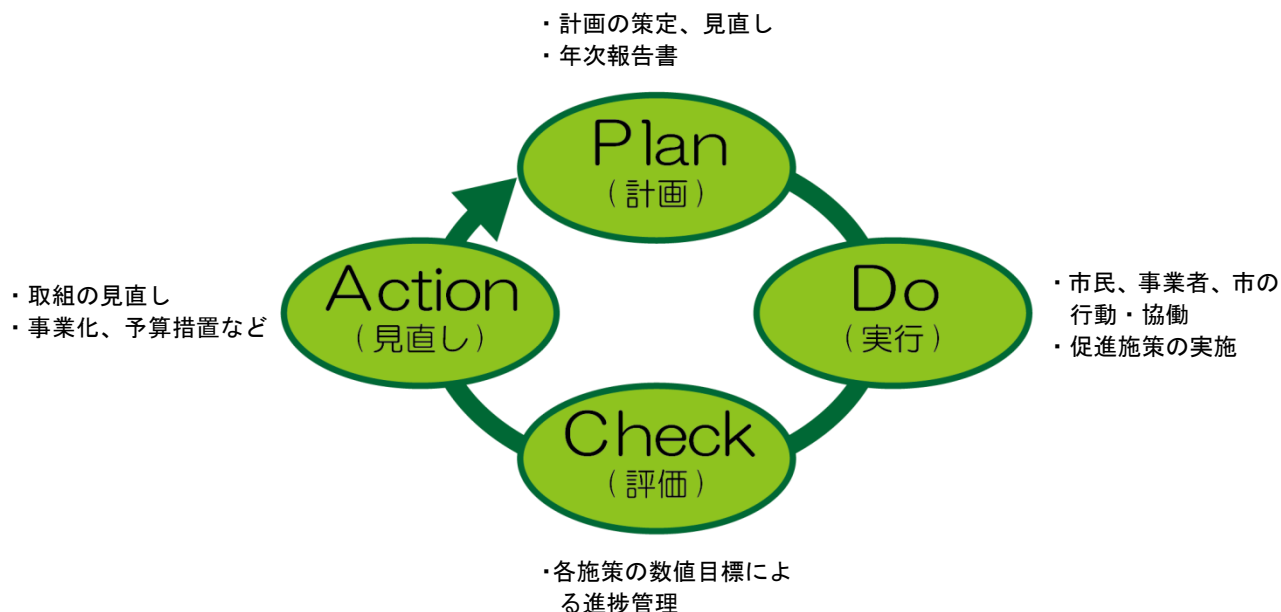 ・計画の策定、見直し
・年次報告書
Plan
(計画)
Action
(見直し)
・取組の見直し
・事業化、予算措置など
Do
(実行)
・市民、事業者、市の
行動・協働
・促進施策の実施
Check
(評価)
・各施策の数値目標によ
る進捗管理